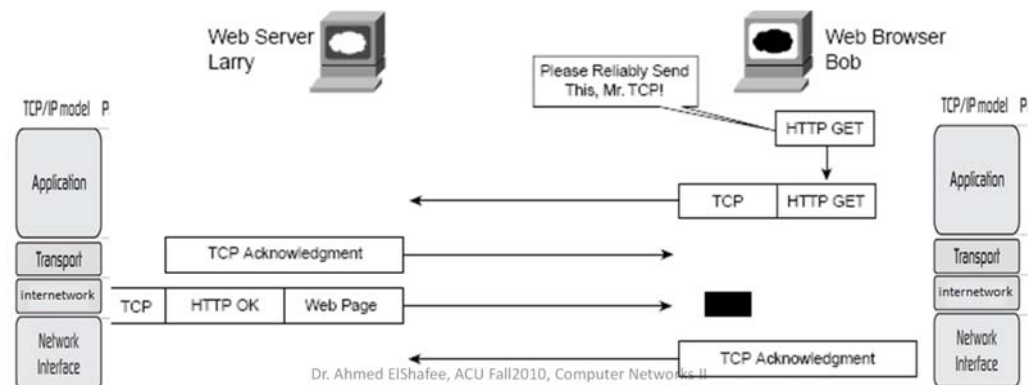 Web Server
Larry
Web Browser
Bob
Please Reliably Send
This, Mr. TCP!
TCP/IP model P
TCP/IP model P
HTTP GET
Application
Application
TCP HTTP GET
TCP Acknowledgment
Transport
Transport
internetwork
internetwork
TCP HTTP OK Web Page
Network
Interface
Network
Interface
TCP Acknowledgment
Dr. Ahmed ElShafee, ACU Fall2010, Computer Networks II